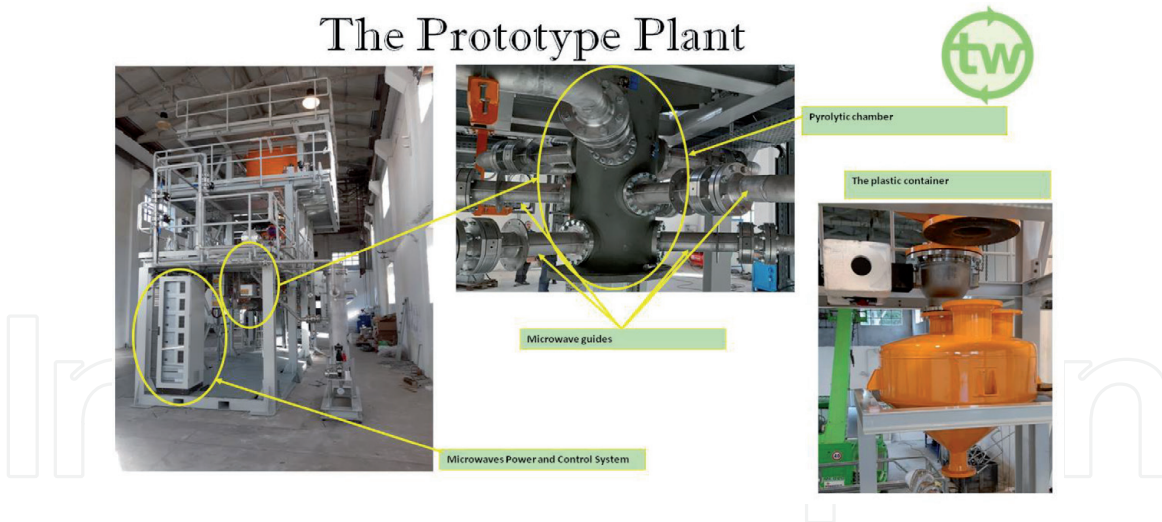 The Prototype Plant
tw
Pyrolytic chamber
The plastic container
Microwave guides
Microwaves Power and Control System